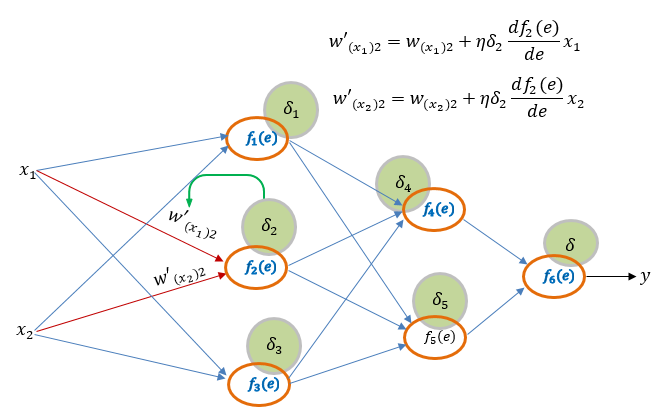 w′₍ₓ₁₎₂ = w₍ₓ₁₎₂ + ηδ₂ df₂(e)/de x₁
w′₍ₓ₂₎₂ = w₍ₓ₂₎₂ + ηδ₂ df₂(e)/de x₂
δ₁
f₁(e)
x₁
δ₄
f₄(e)
w′₍ₓ₁₎₂
δ₂
f₂(e)
w′₍ₓ₂₎₂
δ
f₆(e)
y
δ₅
f₅(e)
x₂
δ₃
f₃(e)